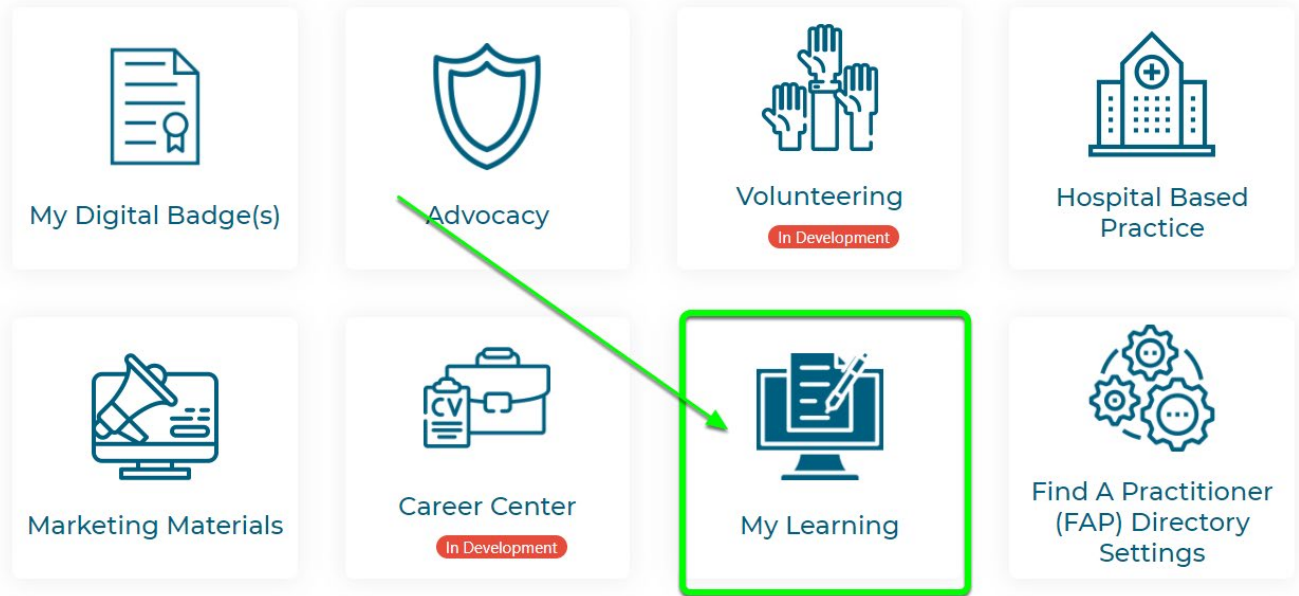 My Digital Badge(s)
Advocacy
Volunteering
In Development
Hospital Based
Practice
Marketing Materials
CV
Career Center
In Development
My Learning
Find A Practitioner
(FAP) Directory
Settings